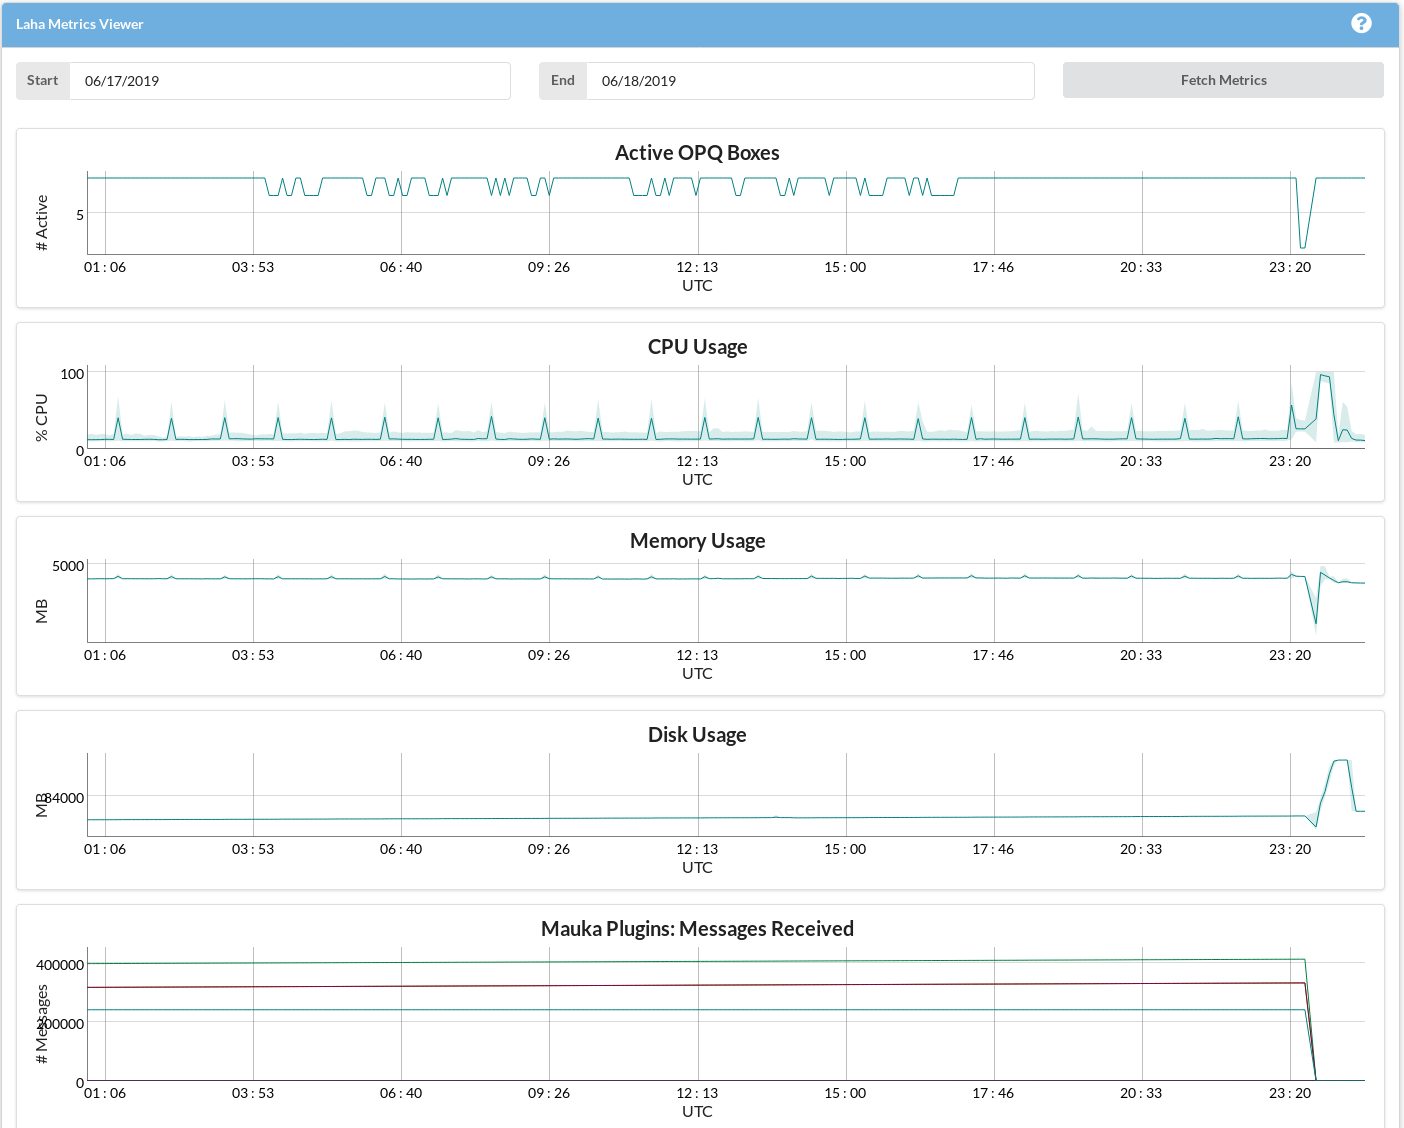 Laha Metrics Viewer ?
Start 06/17/2019 End 06/18/2019 Fetch Metrics
Active OPQ Boxes
# Active
5
01:06 03:53 06:40 09:26 12:13 15:00 17:46 20:33 23:20
UTC
CPU Usage
% CPU
100
0
01:06 03:53 06:40 09:26 12:13 15:00 17:46 20:33 23:20
UTC
Memory Usage
MB
5000
01:06 03:53 06:40 09:26 12:13 15:00 17:46 20:33 23:20
UTC
Disk Usage
MB
84000
01:06 03:53 06:40 09:26 12:13 15:00 17:46 20:33 23:20
UTC
Mauka Plugins: Messages Received
# Messages
400000
200000
0
01:06 03:53 06:40 09:26 12:13 15:00 17:46 20:33 23:20
UTC